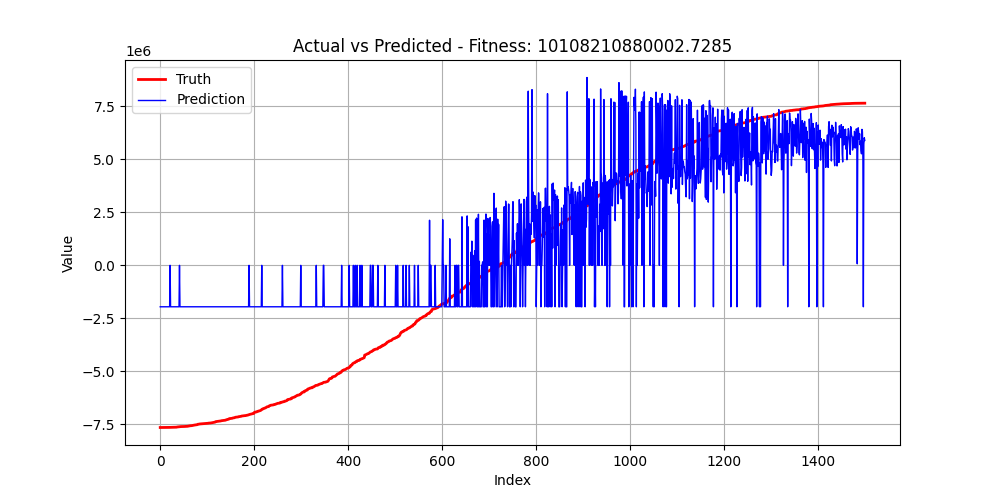 Actual vs Predicted - Fitness: 10108210880002.7285
1e6
Truth
Prediction
7.5
5.0
2.5
0.0
−2.5
−5.0
−7.5
Value
0 200 400 600 800 1000 1200 1400
Index